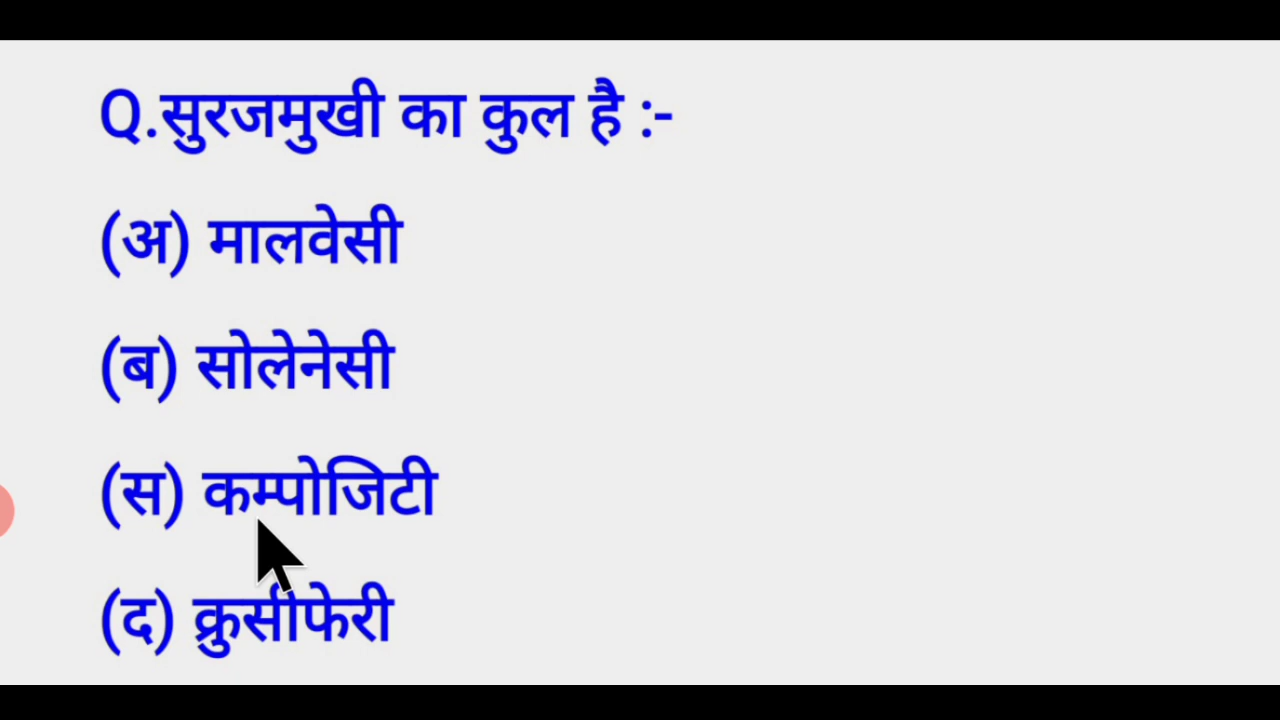 Q.सुरजमुखी का कुल है :-
(अ) मालवेसी
(ब) सोलेनेसी
(स) कम्पोजिटी
(द) क्रुसीफेरी